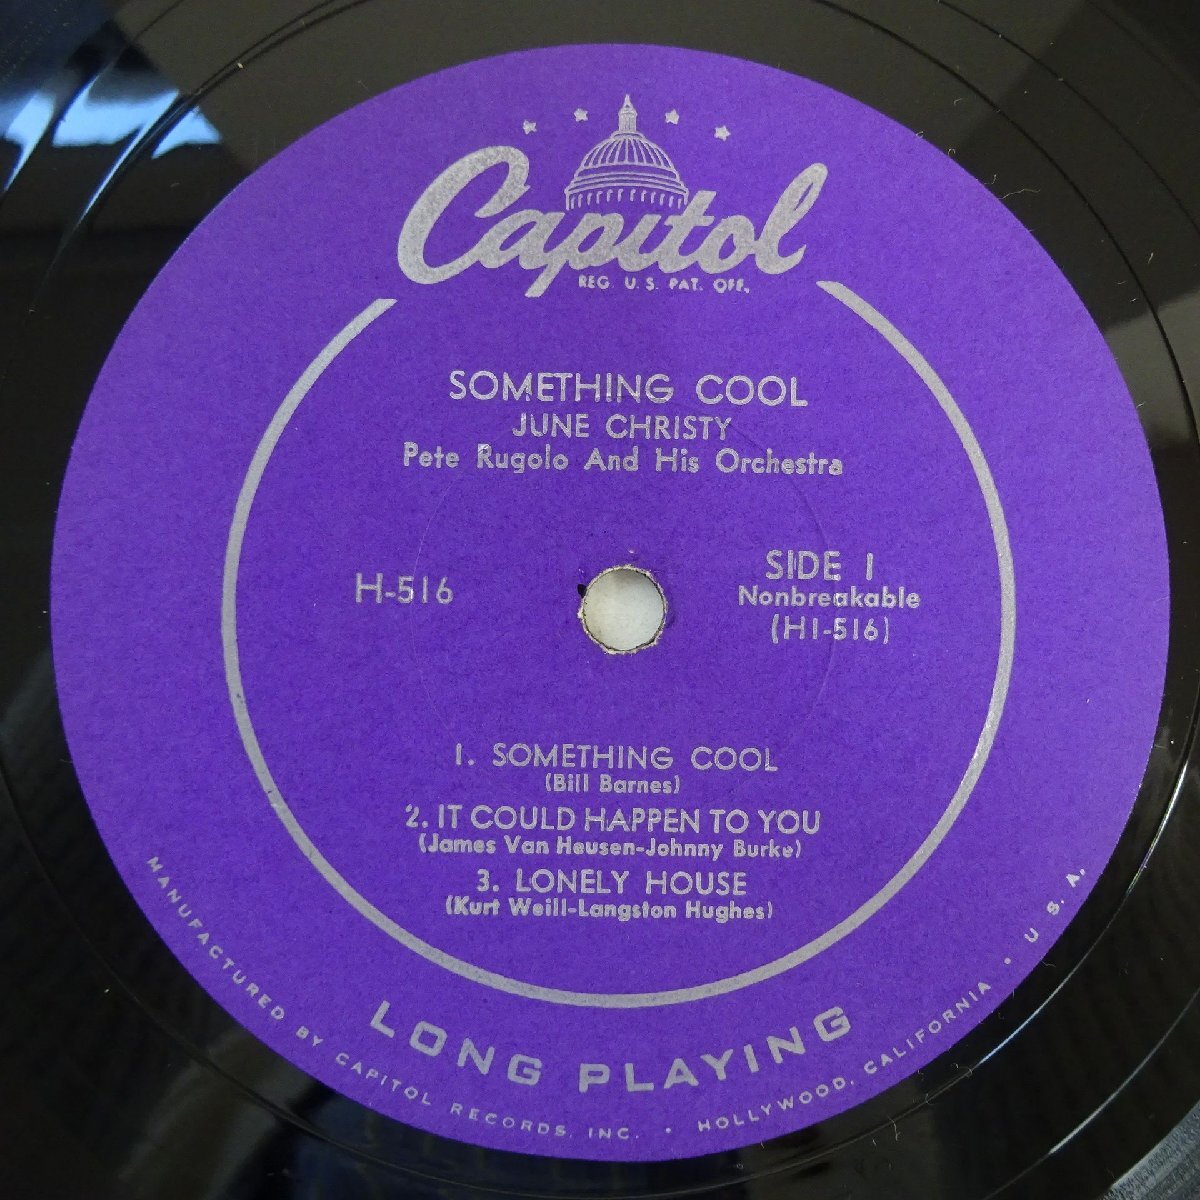 Capitol
REG. U.S. PAT. OFF.
SOMETHING COOL
JUNE CHRISTY
Pete Rugolo And His Orchestra
H-516
SIDE 1
Nonbreakable
(H1-516)
1. SOMETHING COOL
(Bill Barnes)
2. IT COULD HAPPEN TO YOU
(James Van Heusen-Johnny Burke)
3. LONELY HOUSE
(Kurt Weill-Langston Hughes)
LONG PLAYING
MANUFACTURED BY CAPITOL RECORDS, INC. • HOLLYWOOD, CALIFORNIA • U.S.A.